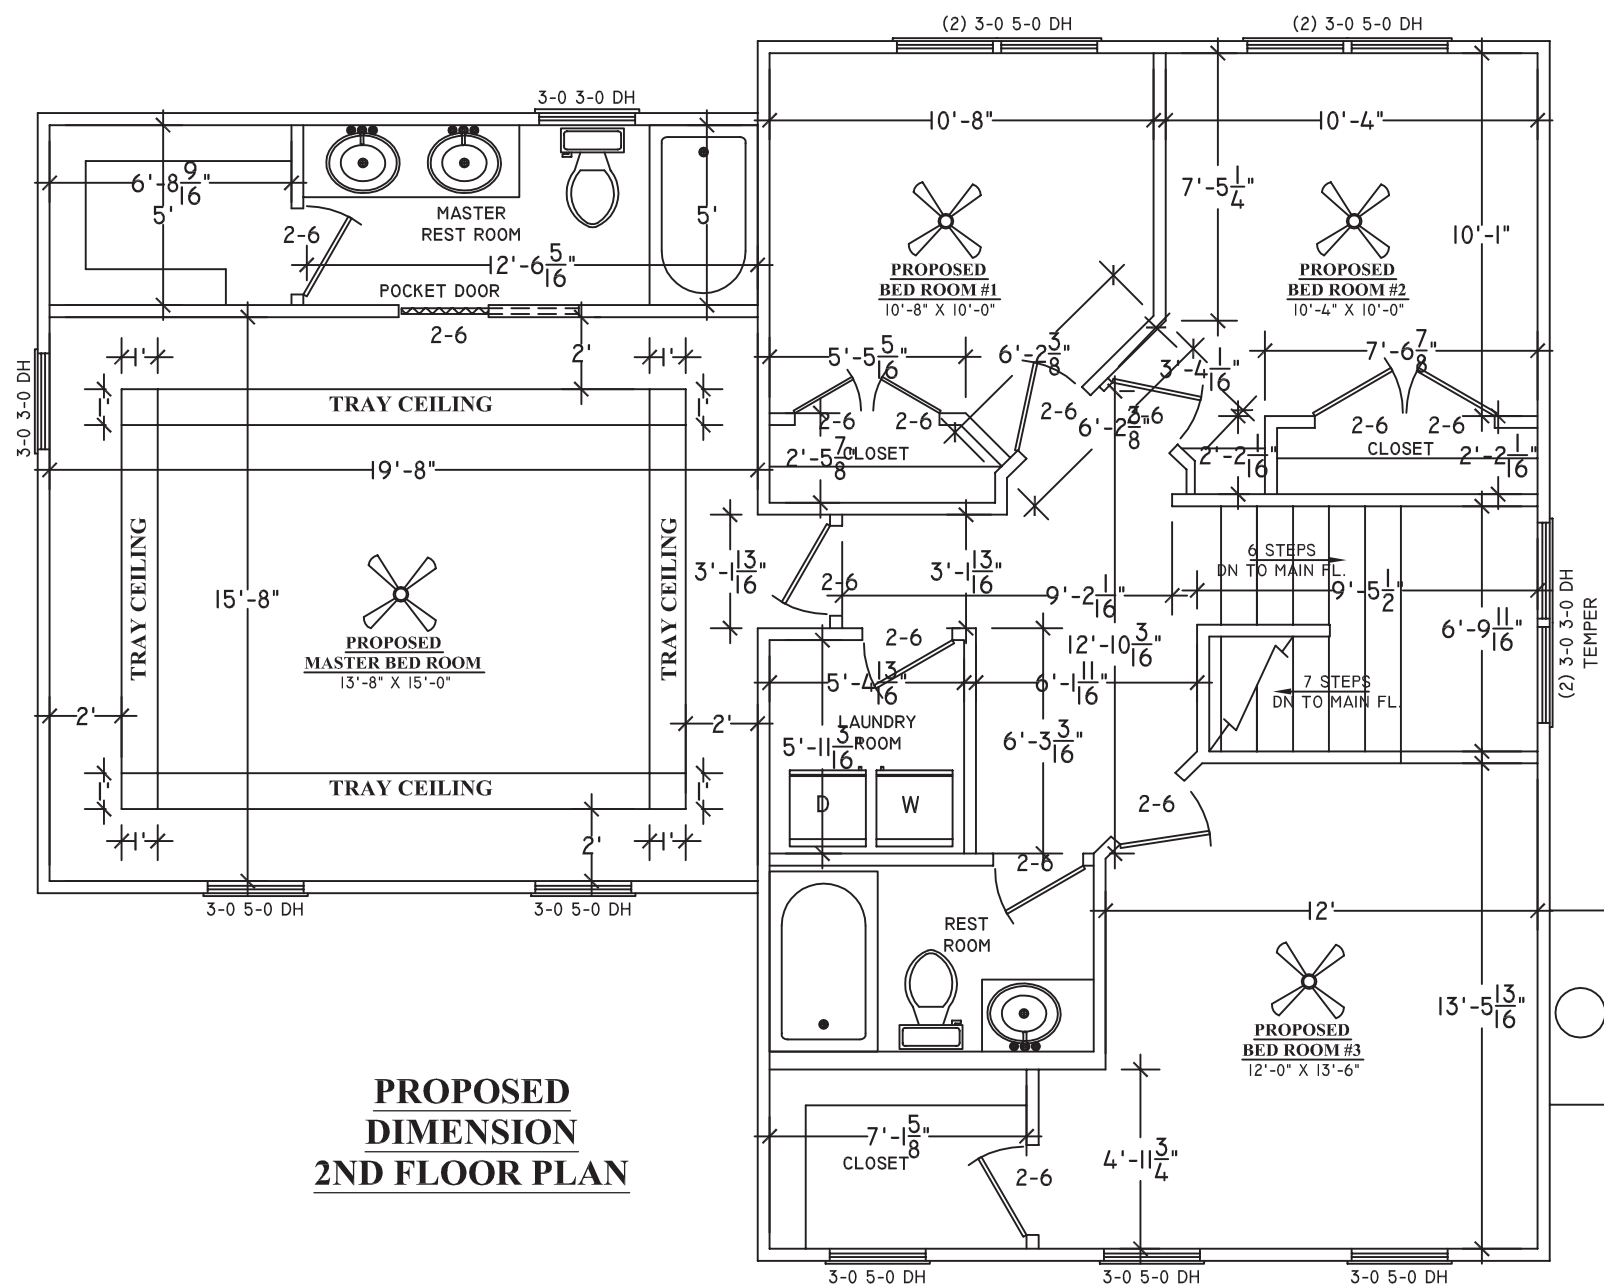 (2) 3-0 5-0 DH
(2) 3-0 5-0 DH
3-0 3-0 DH
10'-8"
10'-4"
6'-8 9/16"
5'
2-6
MASTER
REST ROOM
12'-6 5/16"
5'
POCKET DOOR
2-6
7'-5 1/4"
10'-1"
PROPOSED
BED ROOM #1
10'-8" X 10'-0"
PROPOSED
BED ROOM #2
10'-4" X 10'-0"
1'
2'
1'
5'-5 5/16"
6'-2 3/8"
3'-4 1/16"
7'-6 7/8"
3-0 3-0 DH
1'
TRAY CEILING
1'
2-6
2-6
2-6
2-6
6'-2 3/8"
2-6
2-6
2'-5 7/8"
CLOSET
2'-2 1/16"
CLOSET
2'-2 1/16"
19'-8"
TRAY CEILING
TRAY CEILING
3'-1 13/16"
2-6
3'-1 13/16"
6 STEPS
DN TO MAIN FL.
9'-2 1/16"
9'-5 1/2"
15'-8"
PROPOSED
MASTER BED ROOM
13'-8" X 15'-0"
2-6
12'-10 3/16"
6'-9 11/16"
(2) 3-0 3-0 DH
TEMPER
5'-4 13/16"
6'-1 11/16"
7 STEPS
DN TO MAIN FL.
2'
2'
LAUNDRY
ROOM
5'-11 3/16"
6'-3 3/16"
1'
TRAY CEILING
1'
D
W
2-6
1'
2'
1'
2-6
3-0 5-0 DH
3-0 5-0 DH
REST
ROOM
12'
13'-5 13/16"
PROPOSED
BED ROOM #3
12'-0" X 13'-6"
PROPOSED
DIMENSION
2ND FLOOR PLAN
7'-1 5/8"
CLOSET
2-6
4'-11 3/4"
3-0 5-0 DH
3-0 5-0 DH
3-0 5-0 DH